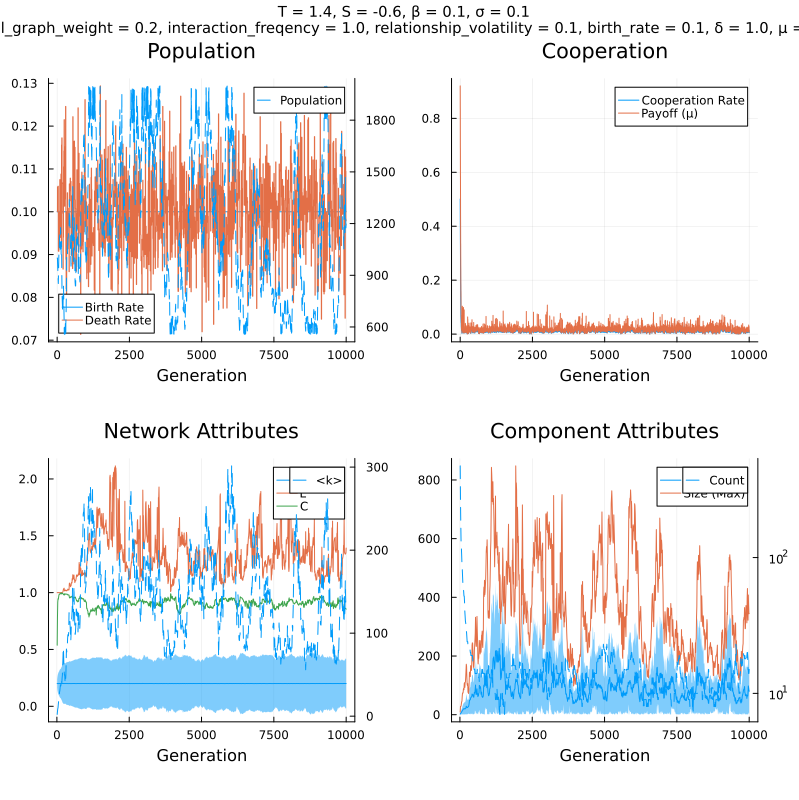 T = 1.4, S = -0.6, β = 0.1, σ = 0.1
l_graph_weight = 0.2, interaction_freqency = 1.0, relationship_volatility = 0.1, birth_rate = 0.1, δ = 1.0, μ =
Population
Cooperation
0.13
0.12
0.11
0.10
0.09
0.08
0.07
1800
1500
1200
900
600
Population
Birth Rate
Death Rate
0 2500 5000 7500 10000
Generation
0.8
0.6
0.4
0.2
0.0
Cooperation Rate
Payoff (μ)
0 2500 5000 7500 10000
Generation
Network Attributes
Component Attributes
2.0
1.5
1.0
0.5
0.0
300
200
100
0
<k>
C
0 2500 5000 7500 10000
Generation
800
600
400
200
0
10²
10¹
Count
Size (Max)
0 2500 5000 7500 10000
Generation